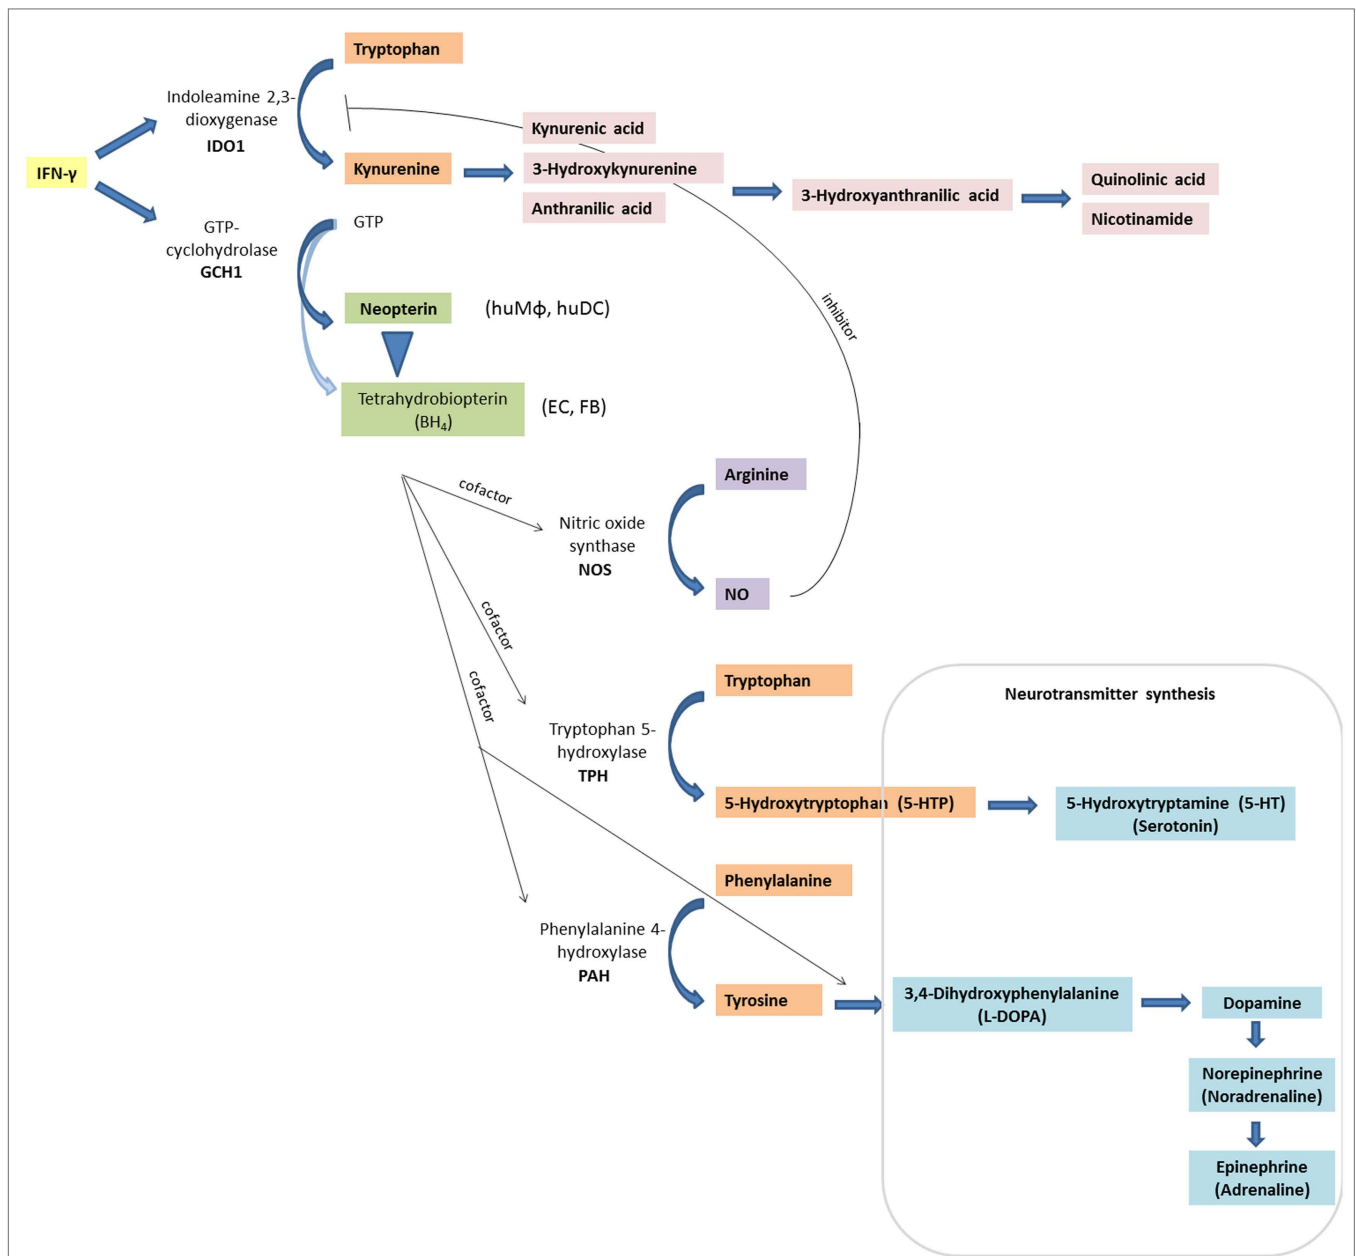 Tryptophan
Indoleamine 2,3-
dioxygenase
IDO1
Kynurenic acid
IFN-γ
Kynurenine
3-Hydroxykynurenine
Quinolinic acid
3-Hydroxyanthranilic acid
Anthranilic acid
Nicotinamide
GTP
GTP-
cyclohydrolase
GCH1
Neopterin
(huMφ, huDC)
inhibitor
Tetrahydrobiopterin
(BH4)
(EC, FB)
Arginine
cofactor
Nitric oxide
synthase
NOS
NO
cofactor
cofactor
Tryptophan
Neurotransmitter synthesis
Tryptophan 5-
hydroxylase
TPH
5-Hydroxytryptophan (5-HTP)
5-Hydroxytryptamine (5-HT)
(Serotonin)
Phenylalanine
Phenylalanine 4-
hydroxylase
PAH
Tyrosine
3,4-Dihydroxyphenylalanine
(L-DOPA)
Dopamine
Norepinephrine
(Noradrenaline)
Epinephrine
(Adrenaline)